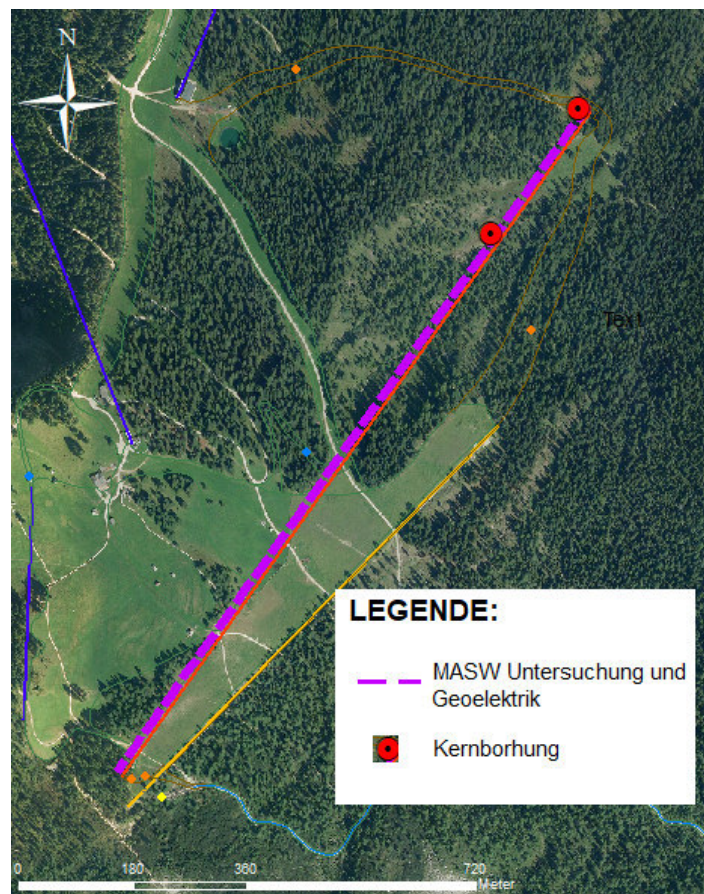 N
Text
LEGENDE:
MASW Untersuchung und
Geoelektrik
Kernborhung
0 180 360 720
Meter